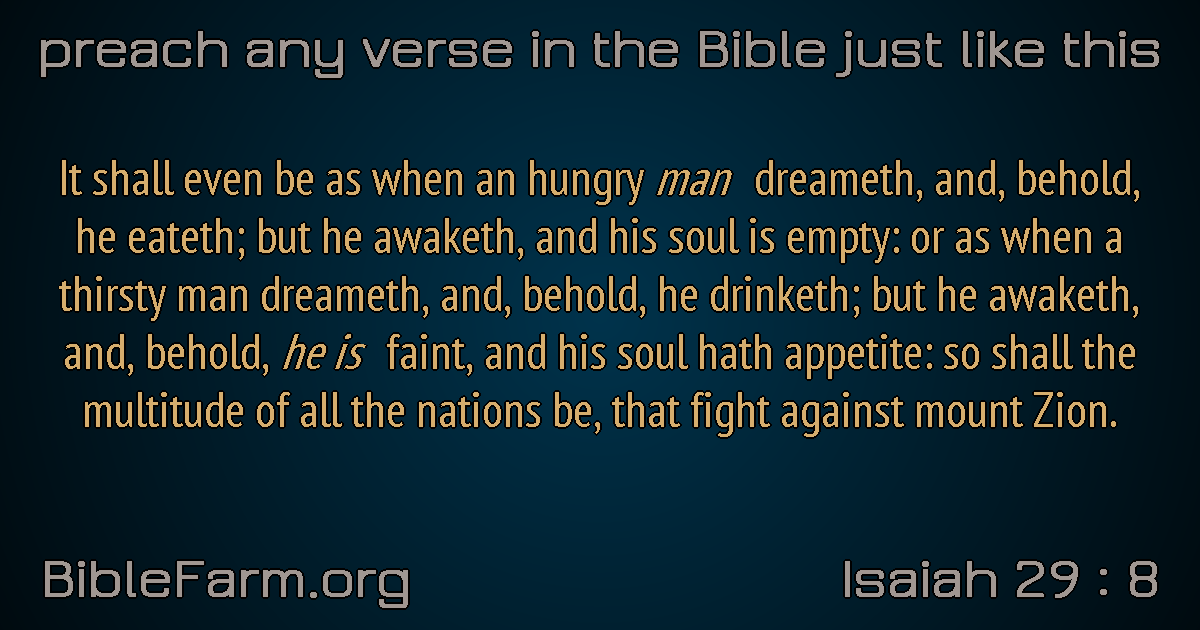 preach any verse in the Bible just like this
It shall even be as when an hungry man dreameth, and, behold,
he eateth; but he awaketh, and his soul is empty: or as when a
thirsty man dreameth, and, behold, he drinketh; but he awaketh,
and, behold, he is faint, and his soul hath appetite: so shall the
multitude of all the nations be, that fight against mount Zion.
BibleFarm.org
Isaiah 29 : 8